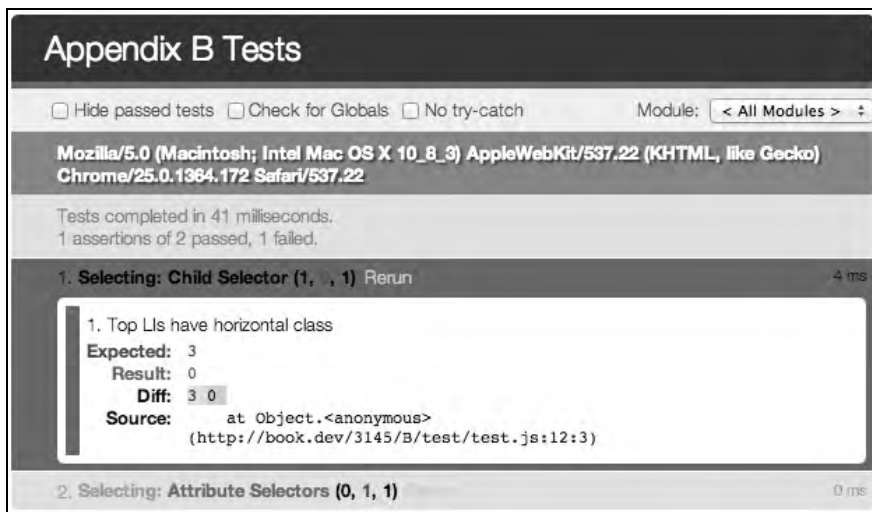 Appendix B Tests
Hide passed tests Check for Globals No try-catch Module: < All Modules >
Mozilla/5.0 (Macintosh; Intel Mac OS X 10_8_3) AppleWebKit/537.22 (KHTML, like Gecko)
Chrome/25.0.1364.172 Safari/537.22
Tests completed in 41 milliseconds.
1 assertions of 2 passed, 1 failed.
1. Selecting: Child Selector (1, , 1) Rerun 4 ms
1. Top LIs have horizontal class
Expected: 3
Result: 0
Diff: 3 0
Source: at Object.<anonymous>
(http://book.dev/3145/B/test/test.js:12:3)
2. Selecting: Attribute Selectors (0, 1, 1) 0 ms